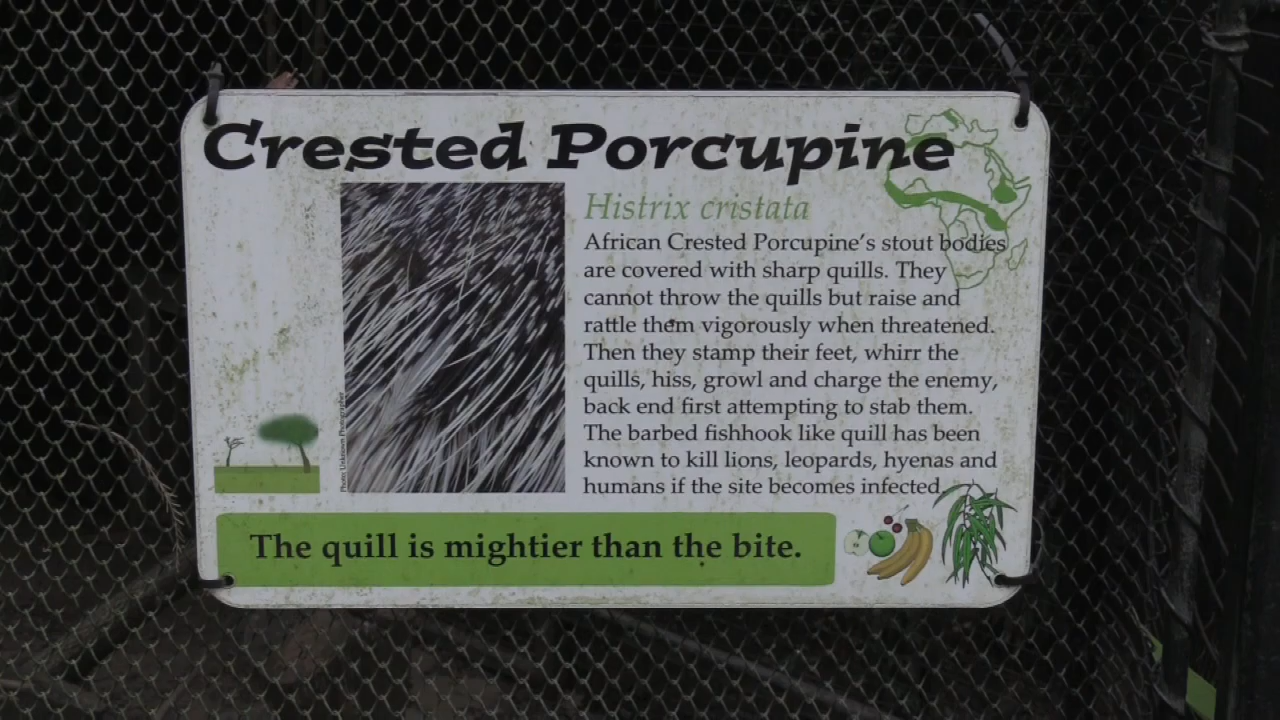 Crested Porcupine
Histrix cristata
African Crested Porcupine's stout bodies
are covered with sharp quills. They
cannot throw the quills but raise and
rattle them vigorously when threatened.
Then they stamp their feet, whirr the
quills, hiss, growl and charge the enemy,
back end first attempting to stab them.
The barbed fishhook like quill has been
known to kill lions, leopards, hyenas and
humans if the site becomes infected.
Photo: Unknown Photographer
The quill is mightier than the bite.